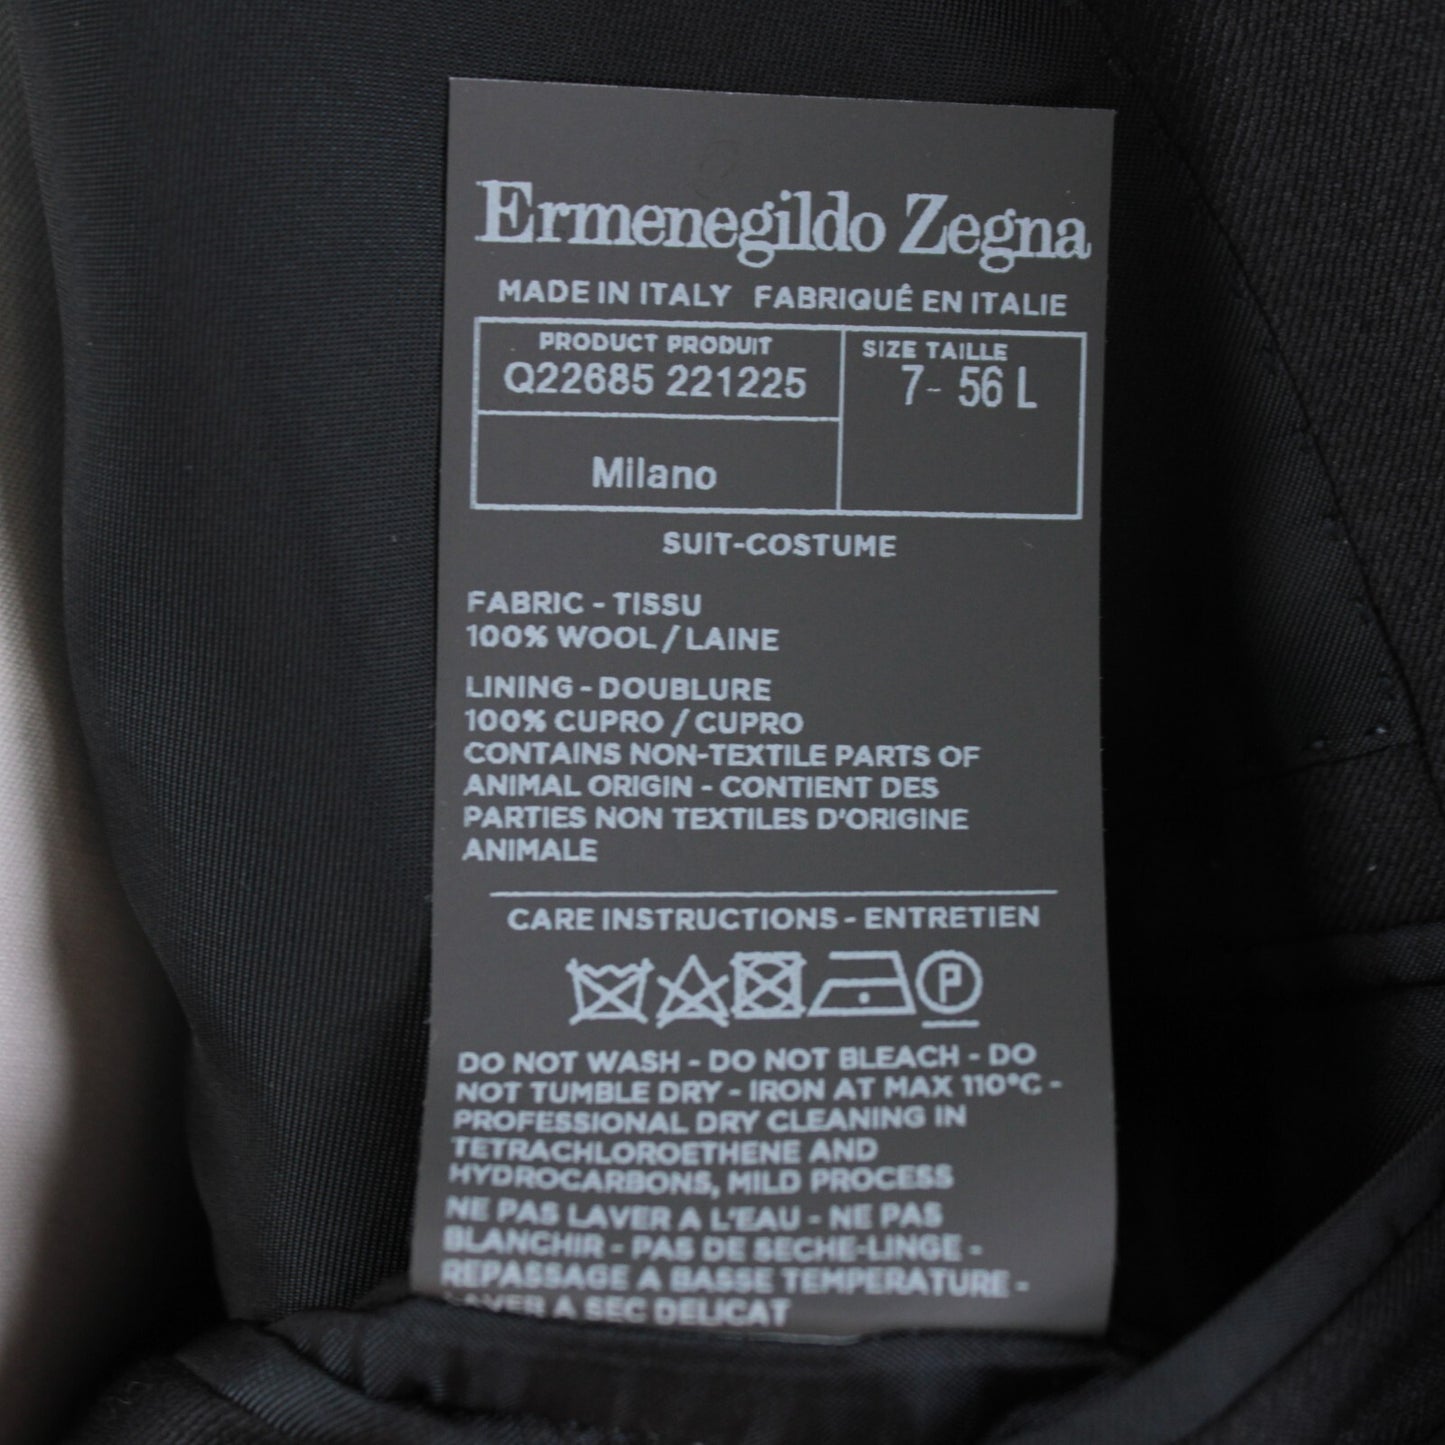 Ermenegildo Zegna
MADE IN ITALY FABRIQUÉ EN ITALIE
PRODUCT PRODUIT
Q22685 221225
SIZE TAILLE
7- 56 L
Milano
SUIT-COSTUME
FABRIC - TISSU
100% WOOL / LAINE
LINING - DOUBLURE
100% CUPRO / CUPRO
CONTAINS NON-TEXTILE PARTS OF
ANIMAL ORIGIN - CONTIENT DES
PARTIES NON TEXTILES D'ORIGINE
ANIMALE
CARE INSTRUCTIONS - ENTRETIEN
P
DO NOT WASH - DO NOT BLEACH - DO
NOT TUMBLE DRY - IRON AT MAX 110°C -
PROFESSIONAL DRY CLEANING IN
TETRACHLOROETHENE AND
HYDROCARBONS, MILD PROCESS
NE PAS LAVER A L'EAU - NE PAS
BLANCHIR - PAS DE SECHE-LINGE -
REPASSAGE A BASSE TEMPERATURE -
LAVER A SEC DELICAT